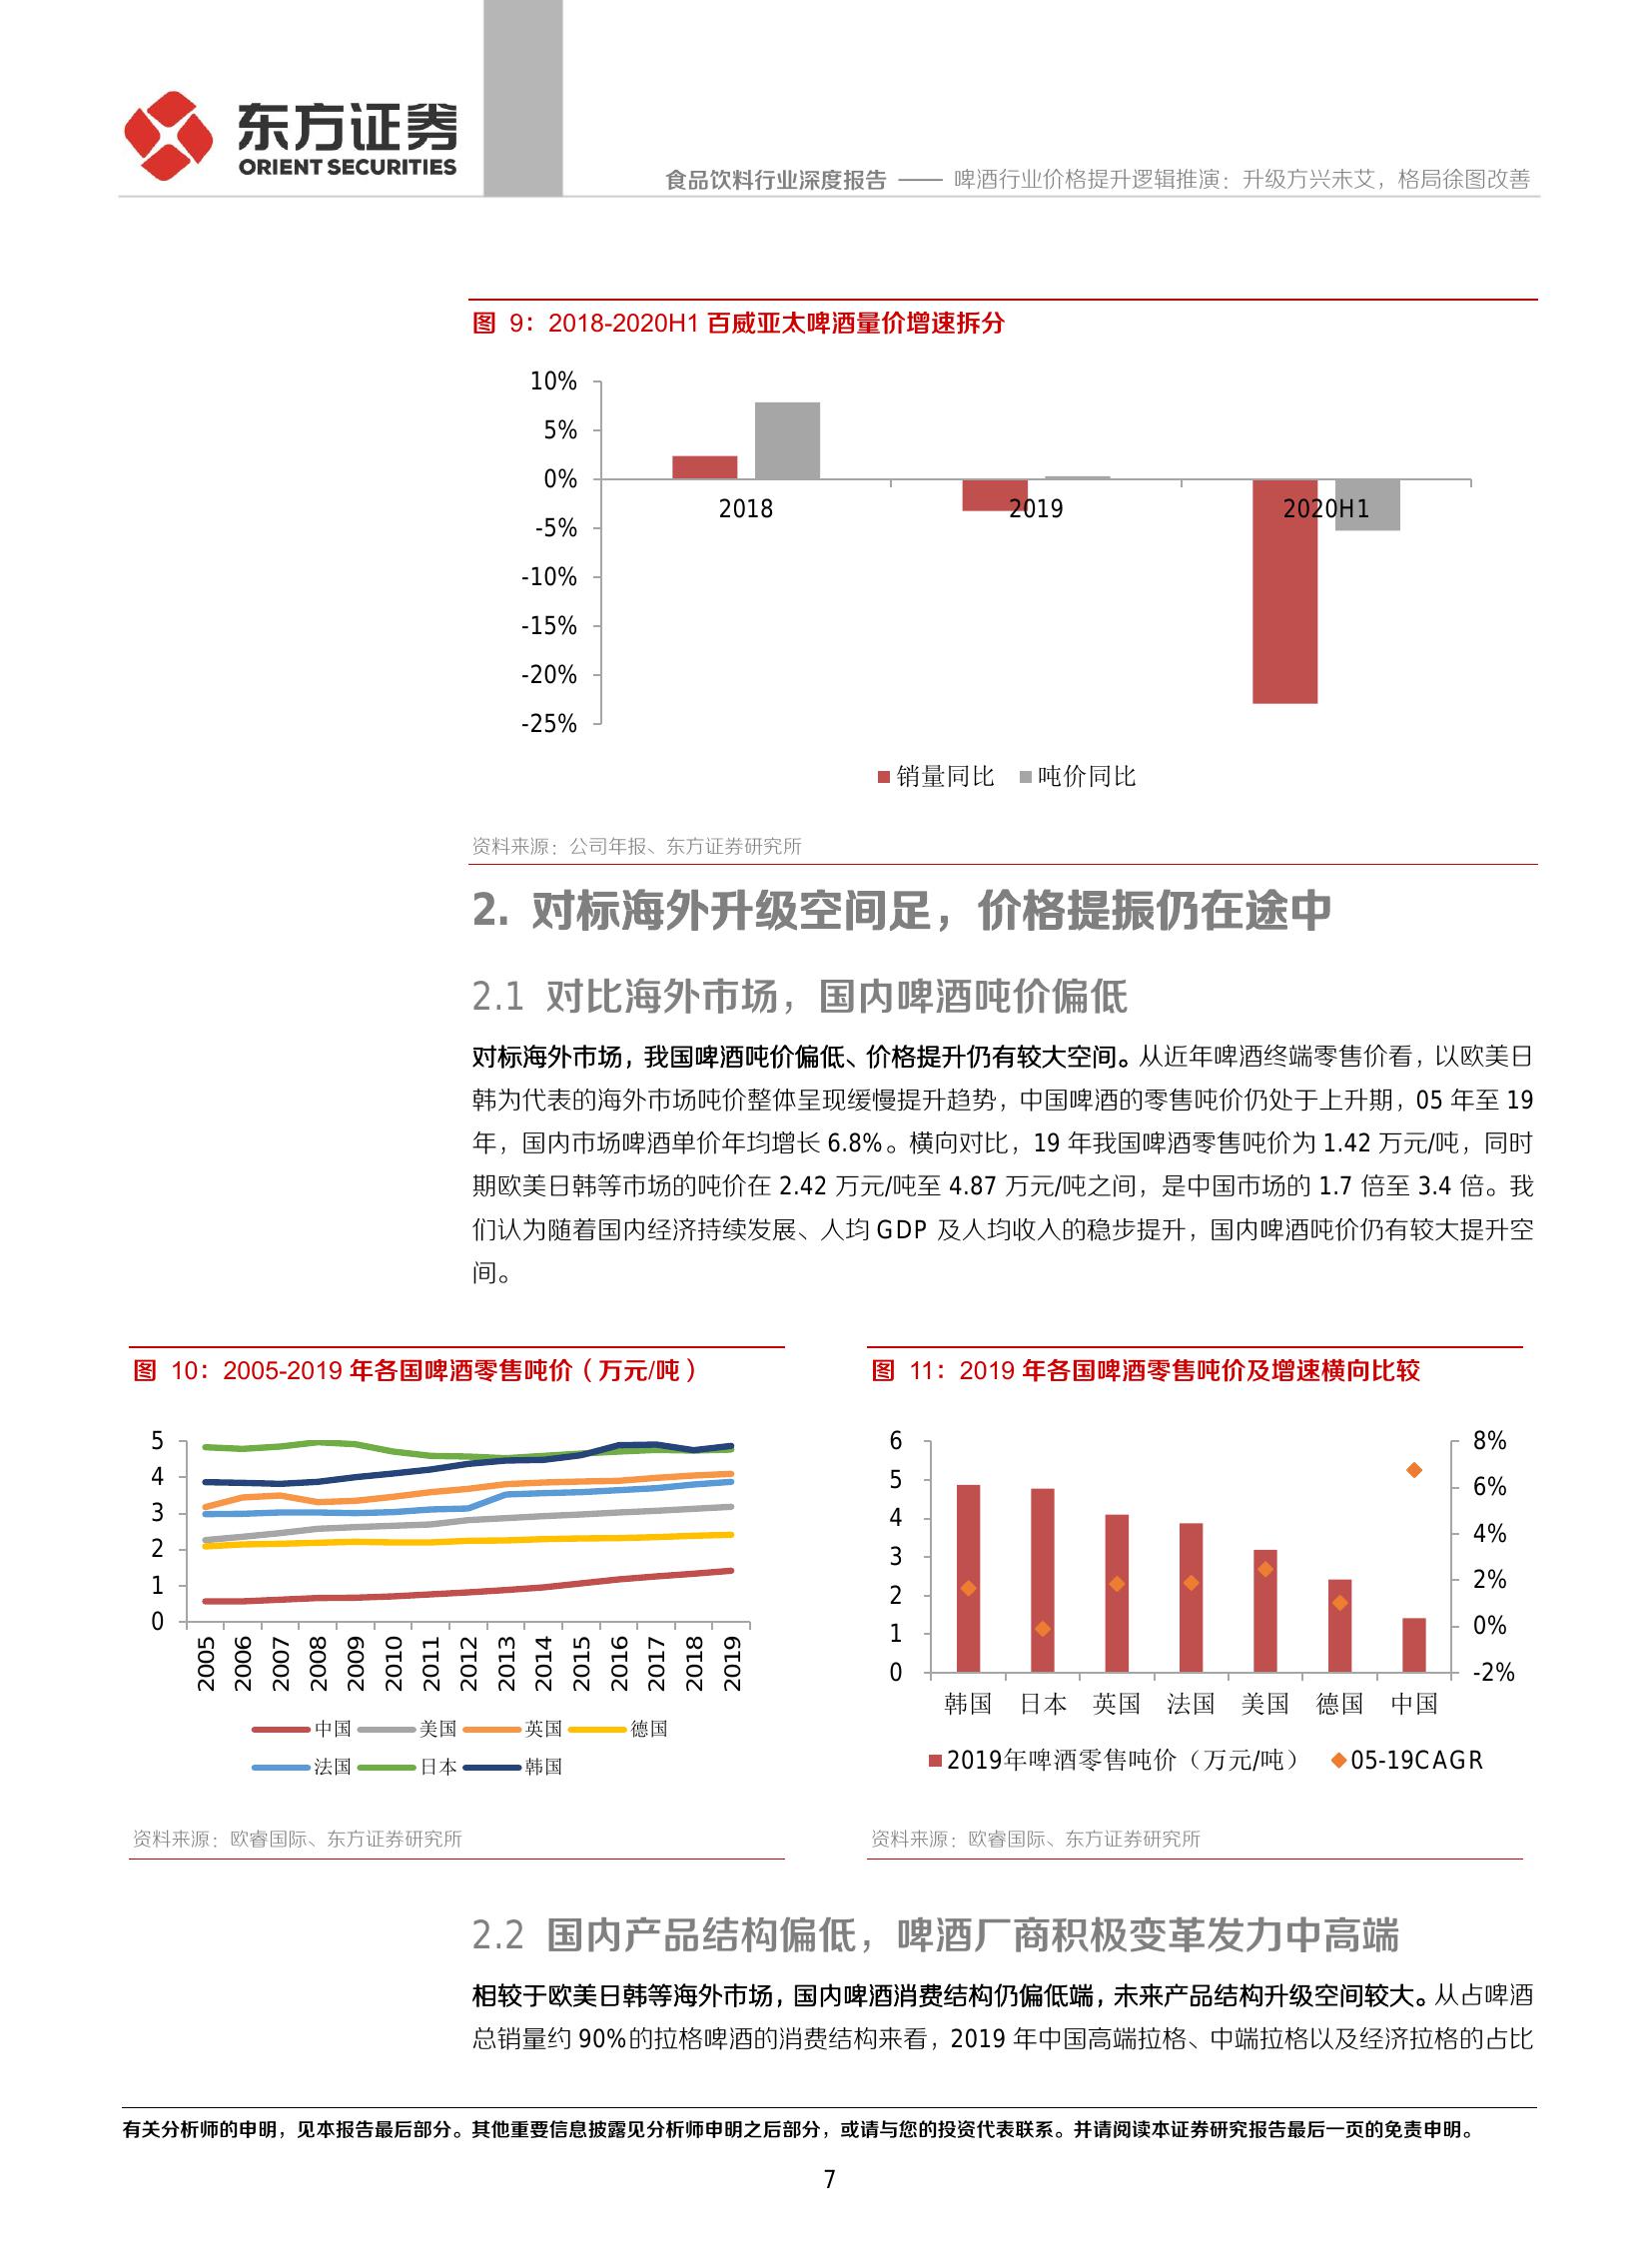 东方证券
ORIENT SECURITIES
食品饮料行业深度报告 —— 啤酒行业价格提升逻辑推演：升级方兴未艾，格局徐图改善
图 9：2018-2020H1 百威亚太啤酒量价增速拆分
10%
5%
0%
-5%
-10%
-15%
-20%
-25%
2018 2019 2020H1
销量同比 吨价同比
资料来源：公司年报、东方证券研究所
2. 对标海外升级空间足，价格提振仍在途中
2.1 对比海外市场，国内啤酒吨价偏低
对标海外市场，我国啤酒吨价偏低、价格提升仍有较大空间。从近年啤酒终端零售价看，以欧美日
韩为代表的海外市场吨价整体呈现缓慢提升趋势，中国啤酒的零售吨价仍处于上升期，05 年至 19
年，国内市场啤酒单价年均增长 6.8%。横向对比，19 年我国啤酒零售吨价为 1.42 万元/吨，同时
期欧美日韩等市场的吨价在 2.42 万元/吨至 4.87 万元/吨之间，是中国市场的 1.7 倍至 3.4 倍。我
们认为随着国内经济持续发展、人均 GDP 及人均收入的稳步提升，国内啤酒吨价仍有较大提升空
间。
图 10：2005-2019 年各国啤酒零售吨价（万元/吨）
5
4
3
2
1
0
2005 2006 2007 2008 2009 2010 2011 2012 2013 2014 2015 2016 2017 2018 2019
中国 美国 英国 德国
法国 日本 韩国
资料来源：欧睿国际、东方证券研究所
图 11：2019 年各国啤酒零售吨价及增速横向比较
6
5
4
3
2
1
0
8%
6%
4%
2%
0%
-2%
韩国 日本 英国 法国 美国 德国 中国
2019年啤酒零售吨价（万元/吨） 05-19CAGR
资料来源：欧睿国际、东方证券研究所
2.2 国内产品结构偏低，啤酒厂商积极变革发力中高端
相较于欧美日韩等海外市场，国内啤酒消费结构仍偏低端，未来产品结构升级空间较大。从占啤酒
总销量约 90%的拉格啤酒的消费结构来看，2019 年中国高端拉格、中端拉格以及经济拉格的占比
有关分析师的申明，见本报告最后部分。其他重要信息披露见分析师申明之后部分，或请与您的投资代表联系。并请阅读本证券研究报告最后一页的免责申明。
7